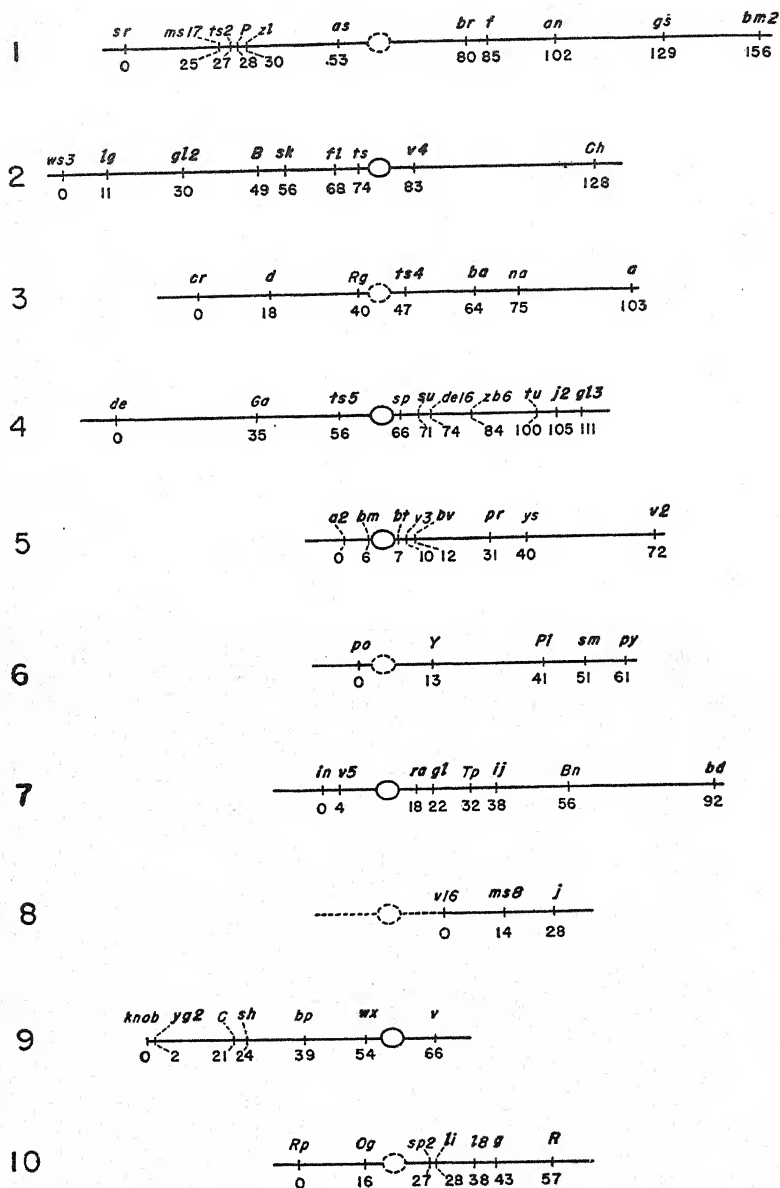 sr ms17 ts2 P zl as br f an gs bm2
1
0 25 27 28 30 .53 80 85 102 129 156
ws3 lg gl2 B sk fl ts v4 Ch
2
0 11 30 49 56 68 74 83 128
cr d Rg ts4 ba na a
3
0 18 40 47 64 75 103
de Ga ts5 sp su de16 zb6 tu j2 gl3
4
0 35 56 66 71 74 84 100 105 111
a2 bm bt v3 bv pr ys v2
5
0 6 7 10 12 31 40 72
po Y Pl sm py
6
0 13 41 51 61
in v5 ra gl Tp ij Bn bd
7
0 4 18 22 32 38 56 92
v16 ms8 j
8
0 14 28
knob yg2 C sh bp wx v
9
0 2 21 24 39 54 66
Rp Og sp2 li l8 g R
10
0 16 27 28 38 43 57